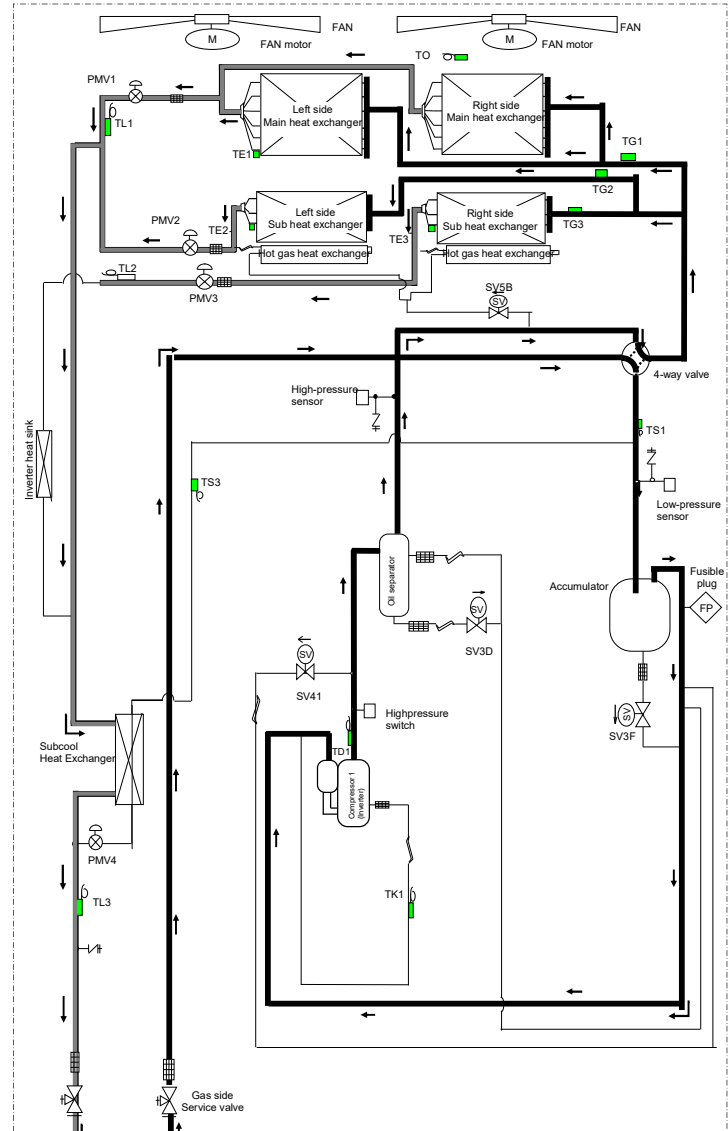 FAN
FAN
M
M
FAN motor
FAN motor
TO
PMV1
Left side
Main heat exchanger
Right side
Main heat exchanger
TL1
TE1
TG1
TG2
PMV2
TE2
Left side
Sub heat exchanger
TE3
Right side
Sub heat exchanger
TG3
Hot gas heat exchanger
Hot gas heat exchanger
TL2
PMV3
SV5B
SV
4-way valve
High-pressure
sensor
TS1
Inverter heat sink
TS3
Low-pressure
sensor
Oil separator
Accumulator
Fusible
plug
FP
SV
SV3D
SV
SV41
SV
SV3F
Highpressure
switch
Subcool
Heat Exchanger
TD1
Compressor 1
(Inverter)
PMV4
TK1
TL3
Gas side
Service valve